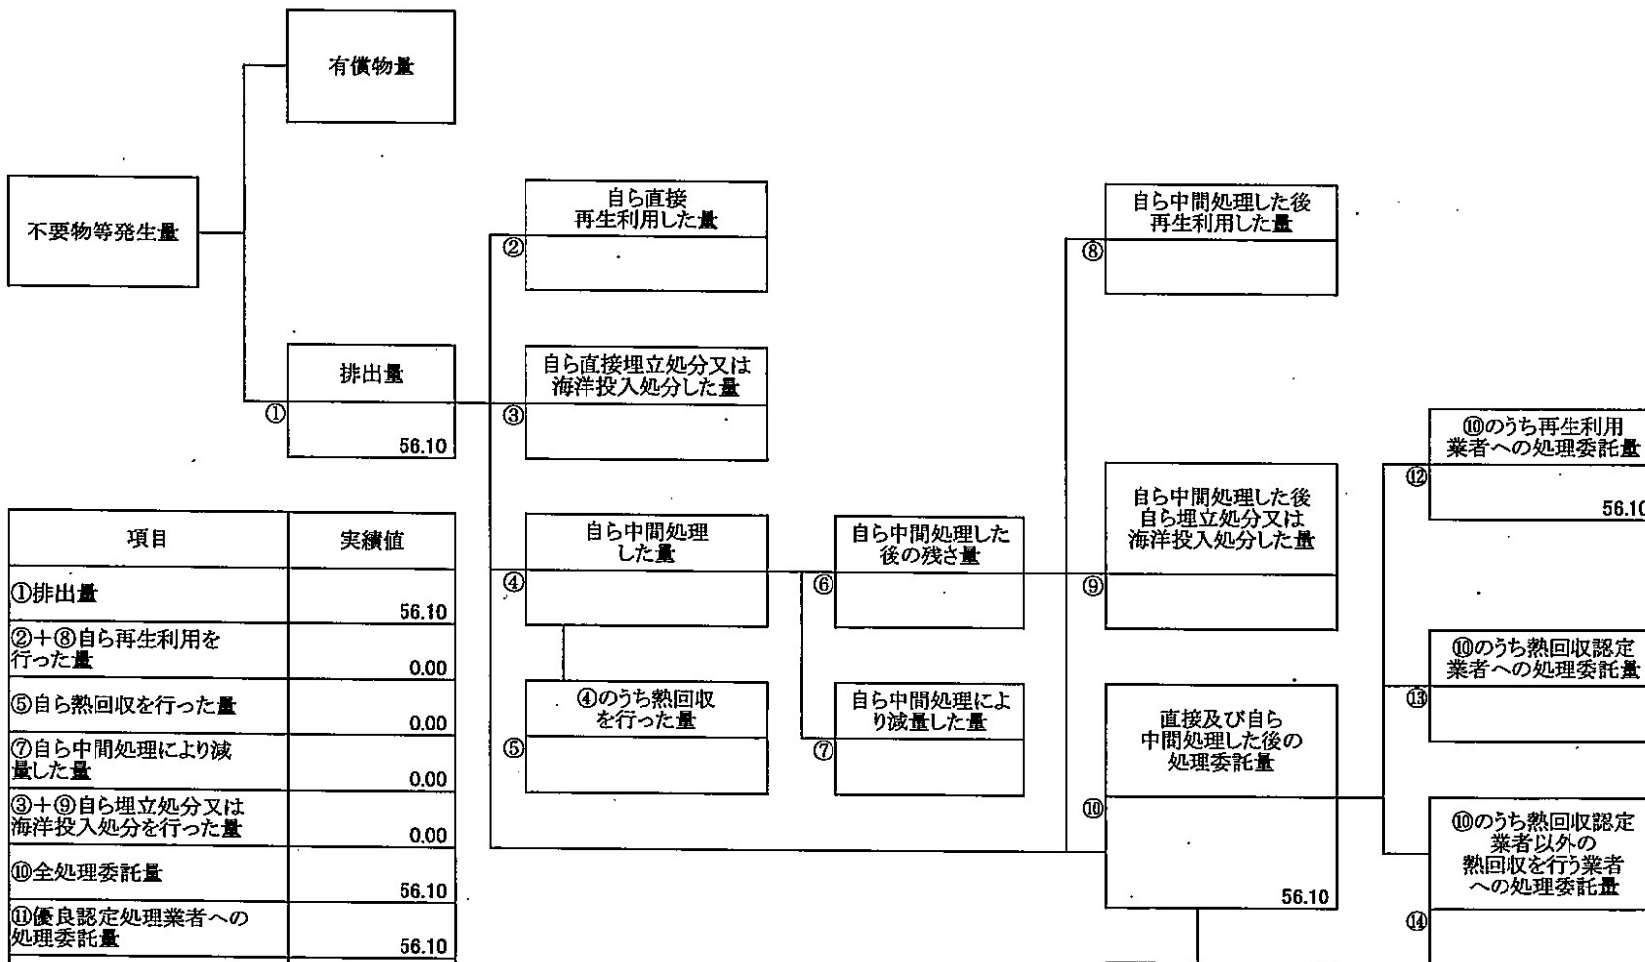 有償物量
不要物等発生量
排出量
①
56.10
自ら直接
再生利用した量
②
自ら直接埋立処分又は
海洋投入処分した量
③
自ら中間処理
した量
④
④のうち熱回収
を行った量
⑤
自ら中間処理した
後の残さ量
⑥
自ら中間処理によ
り減量した量
⑦
自ら中間処理した後
再生利用した量
⑧
自ら中間処理した後
自ら埋立処分又は
海洋投入処分した量
⑨
直接及び自ら
中間処理した後の
処理委託量
⑩
56.10
⑩のうち再生利用
業者への処理委託量
⑫
56.10
⑩のうち熱回収認定
業者への処理委託量
⑬
⑩のうち熱回収認定
業者以外の
熱回収を行う業者
への処理委託量
⑭
項目 実績値
①排出量 56.10
②+⑧自ら再生利用を
行った量 0.00
⑤自ら熱回収を行った量 0.00
⑦自ら中間処理により減
量した量 0.00
③+⑨自ら埋立処分又は
海洋投入処分を行った量 0.00
⑩全処理委託量 56.10
⑪優良認定処理業者への
処理委託量 56.10